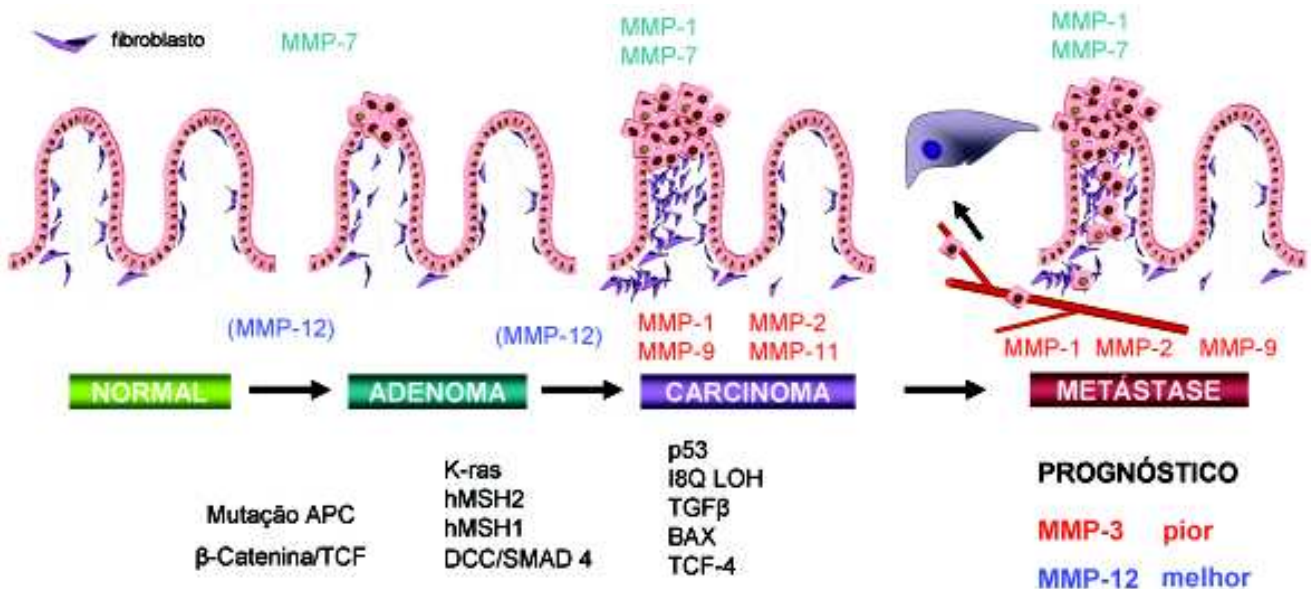 fibroblasto
MMP-7
MMP-1
MMP-7
MMP-1
MMP-7
(MMP-12)
(MMP-12)
MMP-1 MMP-2
MMP-9 MMP-11
MMP-1 MMP-2 MMP-9
NORMAL
ADENOMA
CARCINOMA
METÁSTASE
Mutação APC
β-Catenina/TCF
K-ras
hMSH2
hMSH1
DCC/SMAD 4
p53
I8Q LOH
TGFβ
BAX
TCF-4
PROGNÓSTICO
MMP-3 pior
MMP-12 melhor